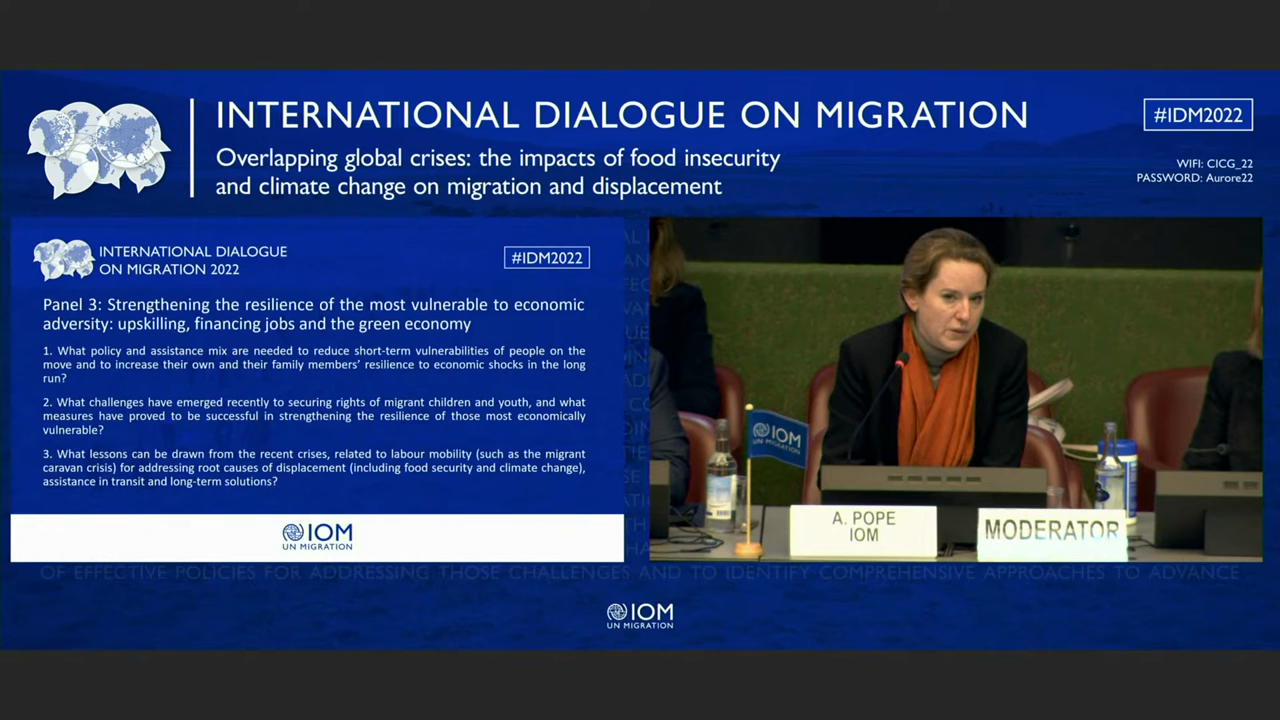 INTERNATIONAL DIALOGUE ON MIGRATION
Overlapping global crises: the impacts of food insecurity
and climate change on migration and displacement
#IDM2022
WIFI: CICG_22
PASSWORD: Aurore22
INTERNATIONAL DIALOGUE
ON MIGRATION 2022
#IDM2022
Panel 3: Strengthening the resilience of the most vulnerable to economic
adversity: upskilling, financing jobs and the green economy
1. What policy and assistance mix are needed to reduce short-term vulnerabilities of people on the
move and to increase their own and their family members' resilience to economic shocks in the long
run?
2. What challenges have emerged recently to securing rights of migrant children and youth, and what
measures have proved to be successful in strengthening the resilience of those most economically
vulnerable?
3. What lessons can be drawn from the recent crises, related to labour mobility (such as the migrant
caravan crisis) for addressing root causes of displacement (including food security and climate change),
assistance in transit and long-term solutions?
IOM
UN MIGRATION
IOM
A. POPE
IOM
MODERATOR
OF EFFECTIVE POLICIES FOR ADDRESSING THOSE CHALLENGES AND TO IDENTIFY COMPREHENSIVE APPROACHES TO ADVANCE
IOM
UN MIGRATION